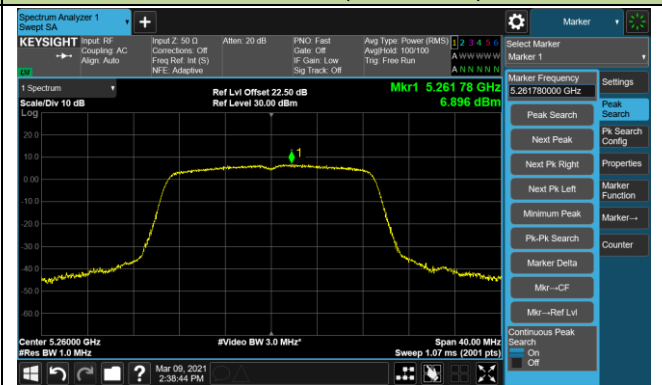 Spectrum Analyzer 1
Swept SA
Marker
KEYSIGHT
Input: RF
Coupling: AC
Align: Auto
Input Z: 50 Ω
Corrections: Off
Freq Ref: Int (S)
NFE: Adaptive
Atten: 20 dB
PNO: Fast
Gate: Off
IF Gain: Low
Sig Track: Off
Avg Type: Power (RMS)
Avg|Hold: 100/100
Trig: Free Run
1 2 3 4 5 6
A W W W W W
A N N N N N
Select Marker
Marker 1
1 Spectrum
Scale/Div 10 dB
Log
Ref Lvl Offset 22.50 dB
Ref Level 30.00 dBm
Mkr1 5.261 78 GHz
6.896 dBm
20.0
10.0
0.00
-10.0
-20.0
-30.0
-40.0
-50.0
-60.0
1
Center 5.26000 GHz
#Res BW 1.0 MHz
#Video BW 3.0 MHz*
Span 40.00 MHz
Sweep 1.07 ms (2001 pts)
Marker Frequency
5.261780000 GHz
Peak Search
Next Peak
Next Pk Right
Next Pk Left
Minimum Peak
Pk-Pk Search
Marker Delta
Mkr→CF
Mkr→Ref Lvl
Continuous Peak
Search
On
Off
Settings
Peak
Search
Pk Search
Config
Properties
Marker
Function
Marker→
Counter
Mar 09, 2021
2:38:44 PM